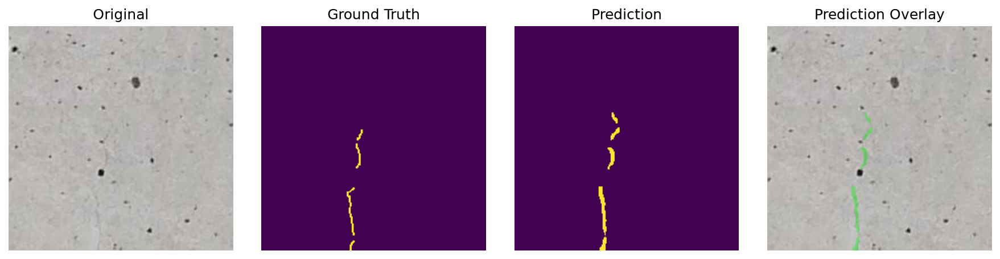 Original
Ground Truth
Prediction
Prediction Overlay